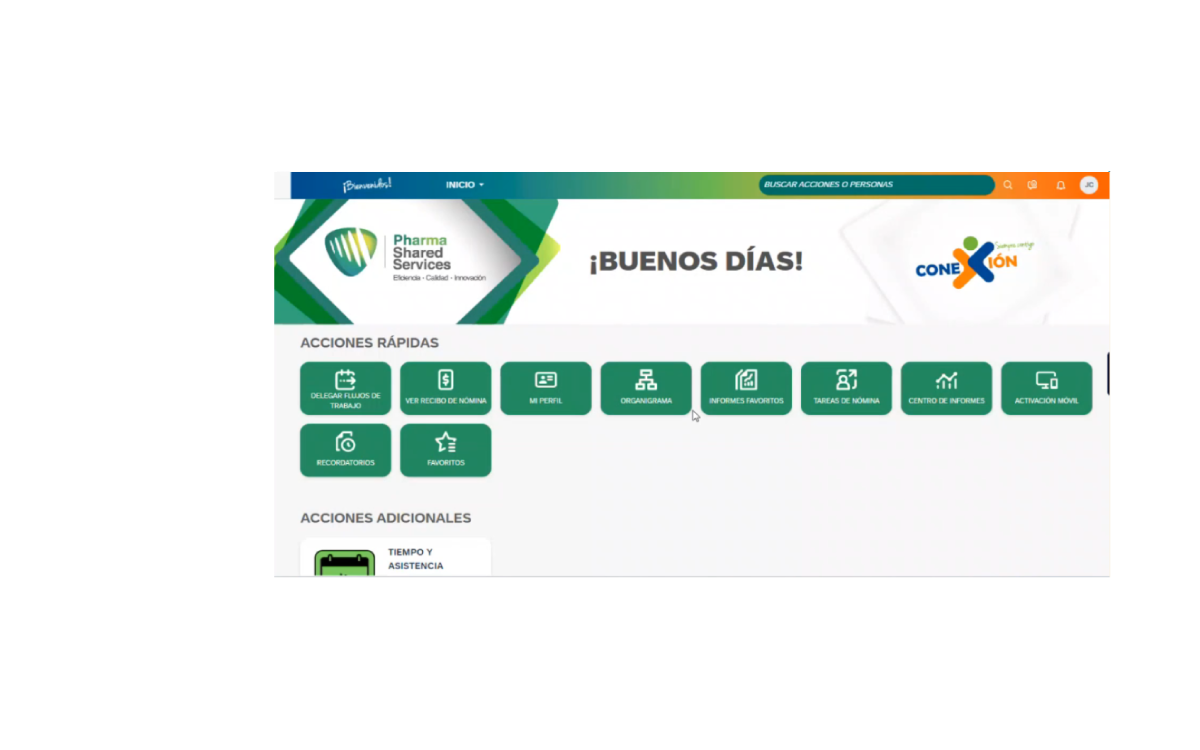 ¡Bienvenidos!
INICIO
BUSCAR ACCIONES O PERSONAS
JC
Pharma
Shared
Services
Eficiencia - Calidad - Innovación
¡BUENOS DÍAS!
Siempre contigo
CONEXIÓN
ACCIONES RÁPIDAS
DELEGAR FLUJOS DE
TRABAJO
VER RECIBO DE NÓMINA
MI PERFIL
ORGANIGRAMA
INFORMES FAVORITOS
TAREAS DE NÓMINA
CENTRO DE INFORMES
ACTIVACIÓN MÓVIL
RECORDATORIOS
FAVORITOS
ACCIONES ADICIONALES
TIEMPO Y
ASISTENCIA